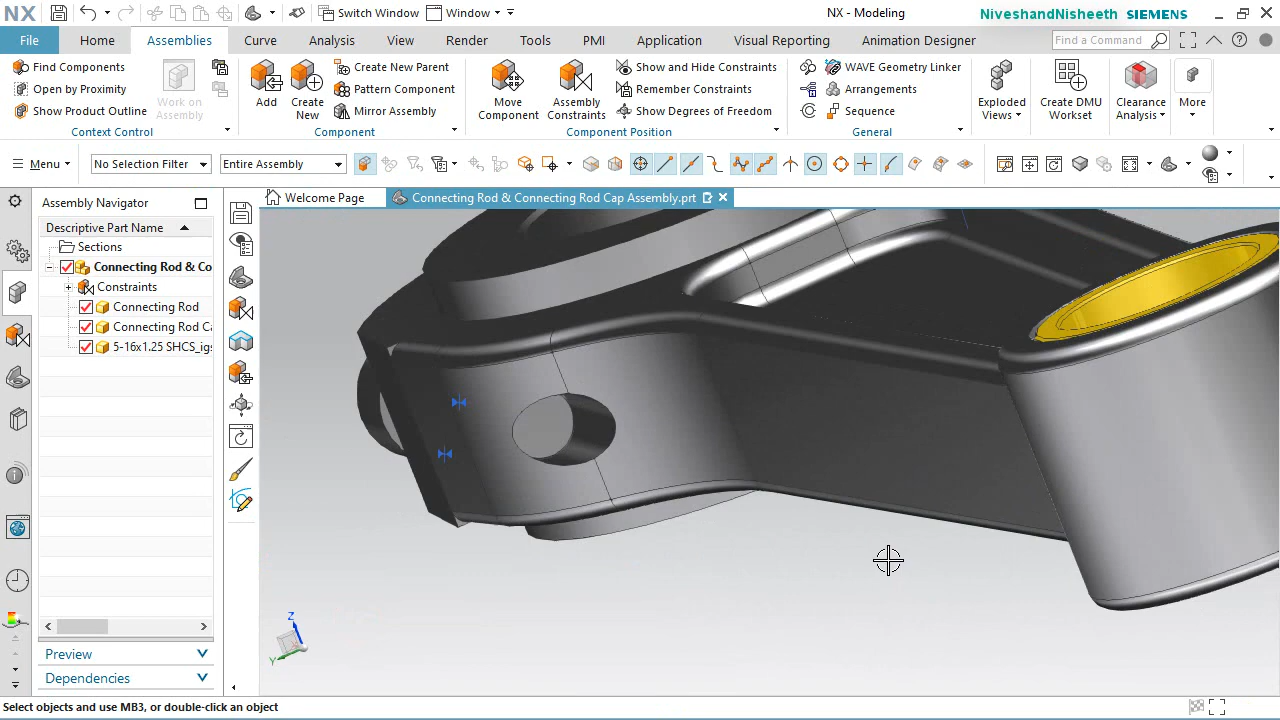 NX
Switch Window
Window
NX - Modeling
NiveshandNisheeth SIEMENS
File Home Assemblies Curve Analysis View Render Tools PMI Application Visual Reporting Animation Designer
Find a Command
Find Components
Open by Proximity
Show Product Outline
Work on
Assembly
Context Control
Add
Create
New
Create New Parent
Pattern Component
Mirror Assembly
Component
Move
Component
Assembly
Constraints
Show and Hide Constraints
Remember Constraints
Show Degrees of Freedom
Component Position
WAVE Geometry Linker
Arrangements
Sequence
General
Exploded
Views
Create DMU
Workset
Clearance
Analysis
More
Menu
No Selection Filter
Entire Assembly
Assembly Navigator
Welcome Page
Connecting Rod & Connecting Rod Cap Assembly.prt
Descriptive Part Name
Sections
Connecting Rod & Co
Constraints
Connecting Rod
Connecting Rod Ca
5-16x1.25 SHCS_igs
Preview
Dependencies
Z
Y
Select objects and use MB3, or double-click an object